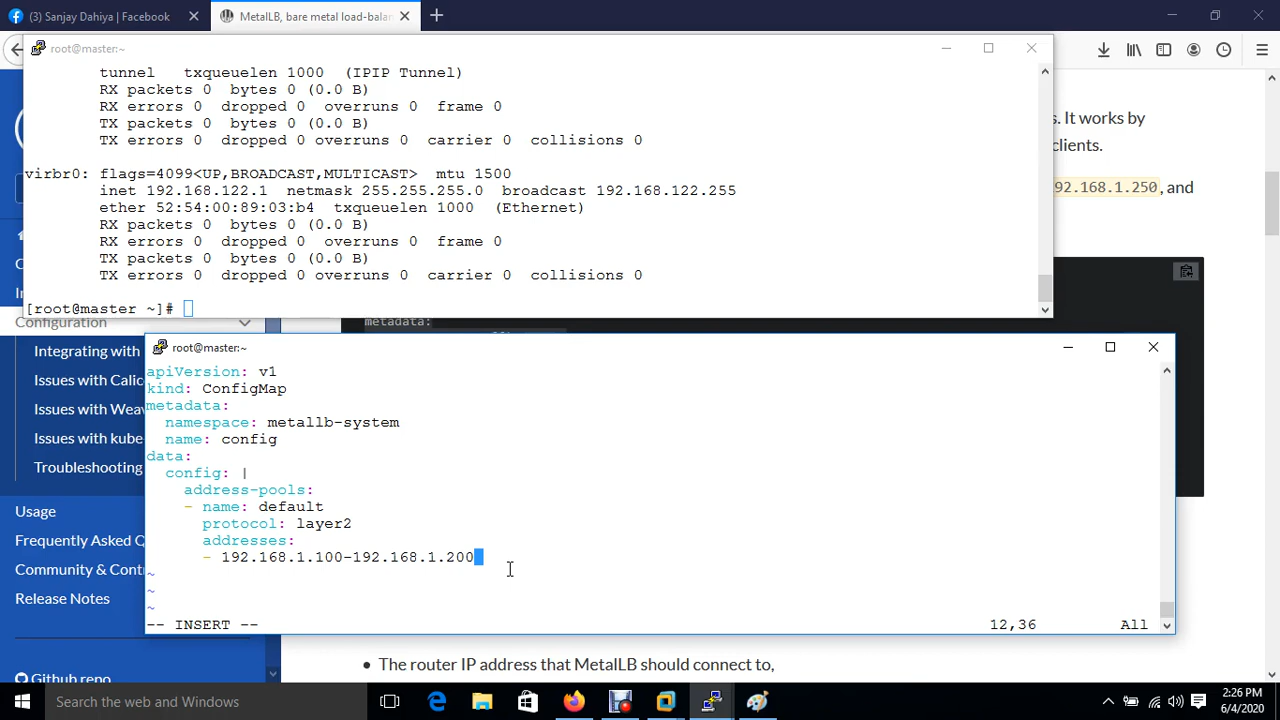 (3) Sanjay Dahiya | Facebook
MetalLB, bare metal load-balan
root@master:~
tunnel txqueuelen 1000 (IPIP Tunnel)
RX packets 0 bytes 0 (0.0 B)
RX errors 0 dropped 0 overruns 0 frame 0
TX packets 0 bytes 0 (0.0 B)
TX errors 0 dropped 0 overruns 0 carrier 0 collisions 0
virbr0: flags=4099<UP,BROADCAST,MULTICAST> mtu 1500
inet 192.168.122.1 netmask 255.255.255.0 broadcast 192.168.122.255
ether 52:54:00:89:03:b4 txqueuelen 1000 (Ethernet)
RX packets 0 bytes 0 (0.0 B)
RX errors 0 dropped 0 overruns 0 frame 0
TX packets 0 bytes 0 (0.0 B)
TX errors 0 dropped 0 overruns 0 carrier 0 collisions 0
[root@master ~]#
s. It works by
clients.
92.168.1.250, and
metadata:
Configuration
Integrating with
Issues with Calic
Issues with Weav
Issues with kube
Troubleshooting
Usage
Frequently Asked Q
Community & Cont
Release Notes
Github repo
root@master:~
apiVersion: v1
kind: ConfigMap
metadata:
namespace: metallb-system
name: config
data:
config: |
address-pools:
- name: default
protocol: layer2
addresses:
- 192.168.1.100-192.168.1.200
~
~
~
-- INSERT --
12,36
All
• The router IP address that MetalLB should connect to,
Search the web and Windows
2:26 PM
6/4/2020